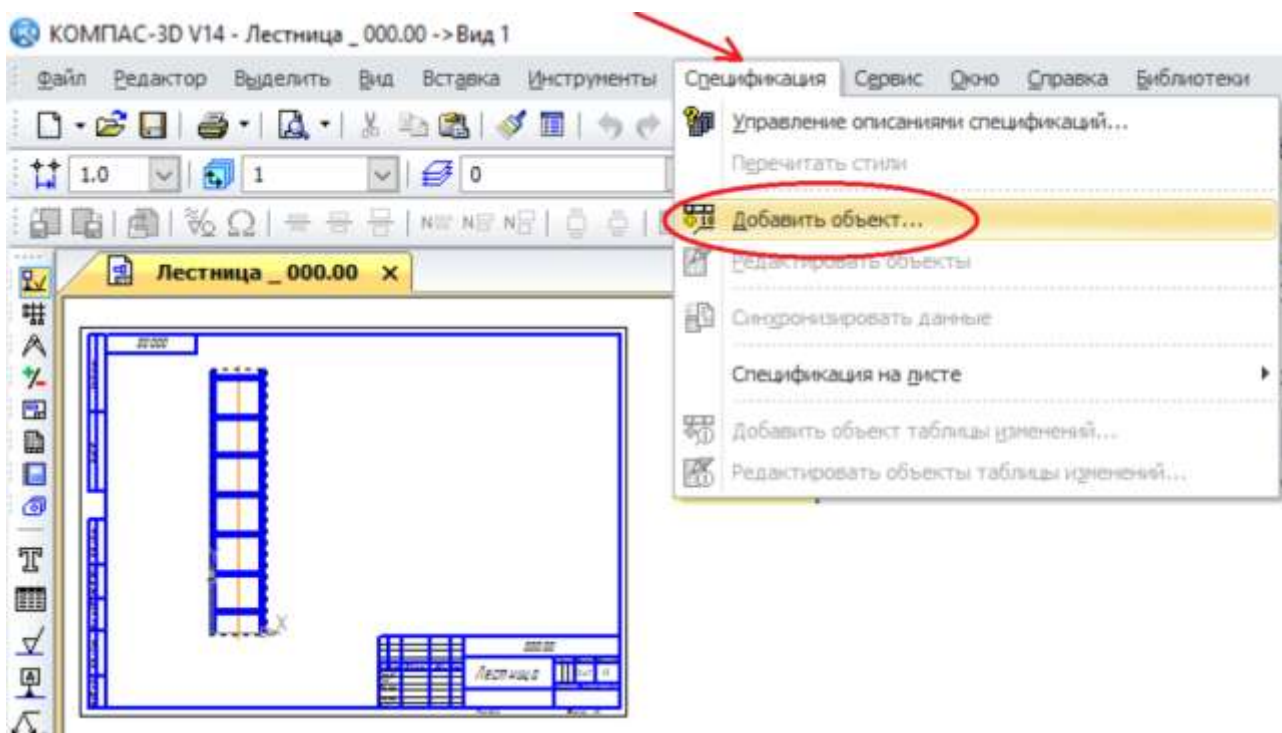 КОМПАС-3D V14 - Лестница _ 000.00 ->Вид 1
Файл Редактор Выделить Вид Вставка Инструменты Спецификация Сервис Окно Справка Библиотеки
Управление описаниями спецификаций...
Перечитать стили
1.0 1 0
Добавить объект...
Редактировать объекты
Лестница _ 000.00 x
Синхронизировать данные
Спецификация на листе
Добавить объект таблицы изменений...
Редактировать объекты таблицы изменений...
X
000.00
Лестница